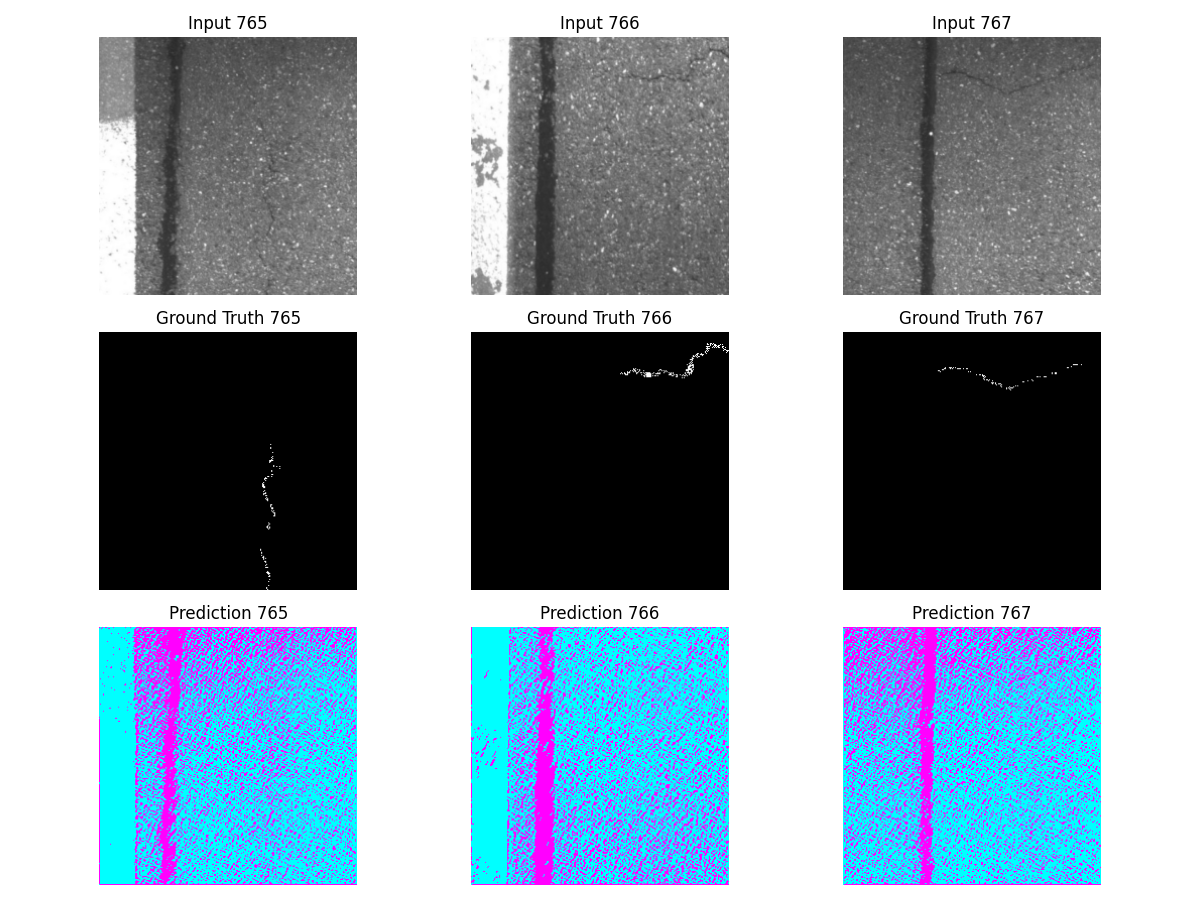 Input 765
Input 766
Input 767
Ground Truth 765
Ground Truth 766
Ground Truth 767
Prediction 765
Prediction 766
Prediction 767